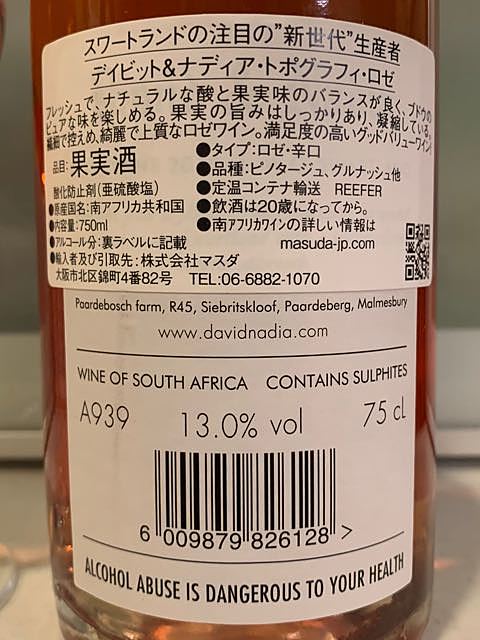 スワートランドの注目の"新世代"生産者
デイビット&ナディア・トポグラフィ・ロゼ
フレッシュで、ナチュラルな酸と果実味のバランスが良く、ブドウの
ピュアな味を楽しめる。果実の旨みはしっかりあり、凝縮している。
繊細で控えめ、綺麗で上質なロゼワイン。満足度の高いグッドバリューワイン!
品目:果実酒
酸化防止剤(亜硫酸塩)
●原産国名:南アフリカ共和国
●内容量:750ml
●アルコール分:裏ラベルに記載
●輸入者及び引取先:株式会社マスダ
大阪市北区錦町4番82号 TEL:06-6882-1070
●タイプ:ロゼ・辛口
●品種:ピノタージュ、グルナッシュ他
●定温コンテナ輸送 REEFER
●飲酒は20歳になってから。
●南アフリカワインの詳しい情報は
masuda-jp.com
Paardebosch farm, R45, Siebritskloof, Paardeberg, Malmesbury
www.davidnadia.com
WINE OF SOUTH AFRICA CONTAINS SULPHITES
A939 13.0% vol 75 cL
6 009879 826128 >
ALCOHOL ABUSE IS DANGEROUS TO YOUR HEALTH